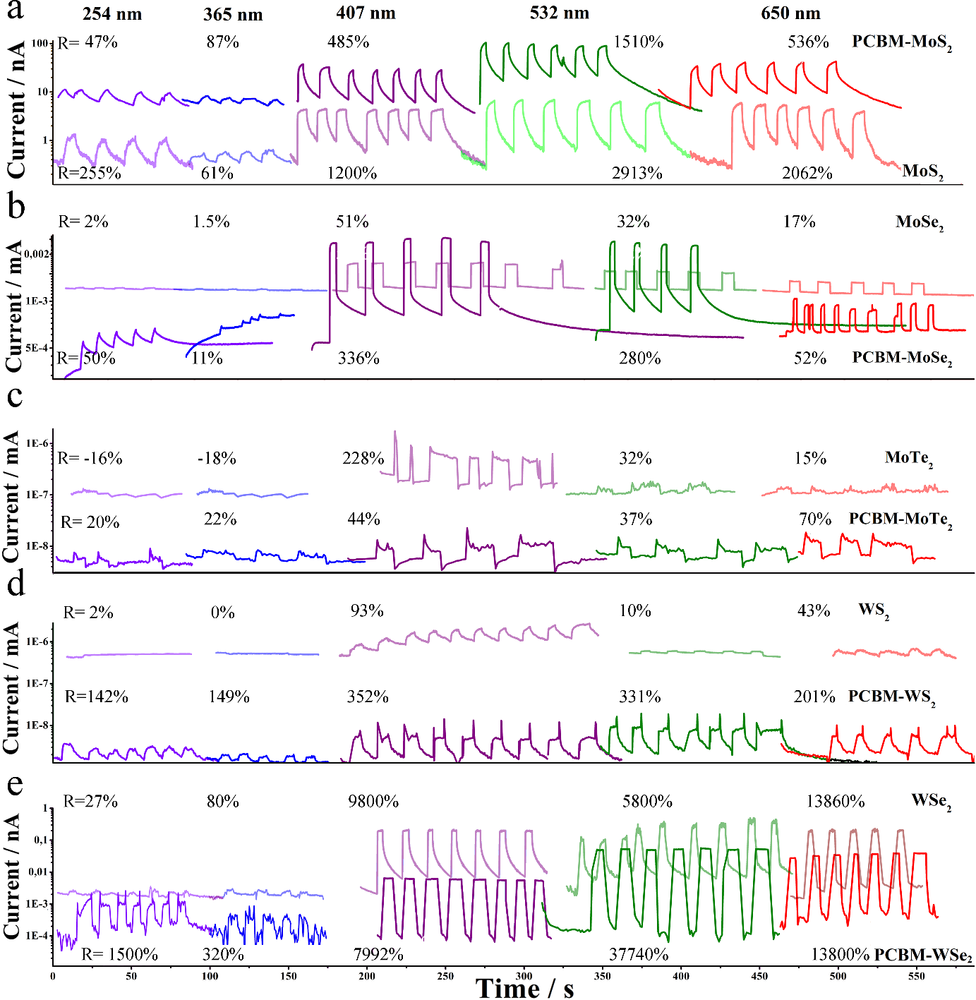 a
254 nm 365 nm 407 nm 532 nm 650 nm
R= 47% 87% 485% 1510% 536% PCBM-MoS₂
Current / nA
100
10
1
R=255% 61% 1200% 2913% 2062% MoS₂
b
R= 2% 1.5% 51% 32% 17% MoSe₂
Current / mA
0,002
1E-3
5E-4
R= 50% 11% 336% 280% 52% PCBM-MoSe₂
c
Current / mA
1E-6
R= -16% -18% 228% 32% 15% MoTe₂
1E-7
R= 20% 22% 44% 37% 70% PCBM-MoTe₂
1E-8
d
R= 2% 0% 93% 10% 43% WS₂
Current / mA
1E-6
1E-7
R=142% 149% 352% 331% 201% PCBM-WS₂
1E-8
e
R=27% 80% 9800% 5800% 13860% WSe₂
Current / nA
1
0,1
0,01
1E-3
1E-4
R= 1500% 320% 7992% 37740% 13800% PCBM-WSe₂
0 50 100 150 200 250 300 350 400 450 500 550
Time / s